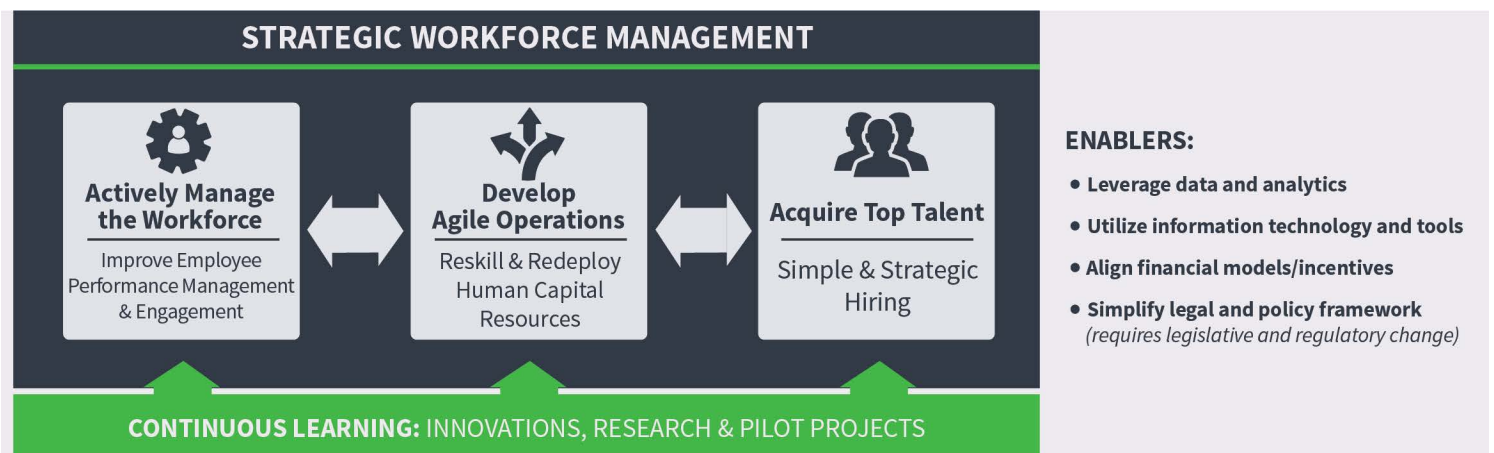 STRATEGIC WORKFORCE MANAGEMENT
Actively Manage
the Workforce
Improve Employee
Performance Management
& Engagement
Develop
Agile Operations
Reskill & Redeploy
Human Capital
Resources
Acquire Top Talent
Simple & Strategic
Hiring
CONTINUOUS LEARNING: INNOVATIONS, RESEARCH & PILOT PROJECTS
ENABLERS:
• Leverage data and analytics
• Utilize information technology and tools
• Align financial models/incentives
• Simplify legal and policy framework
(requires legislative and regulatory change)